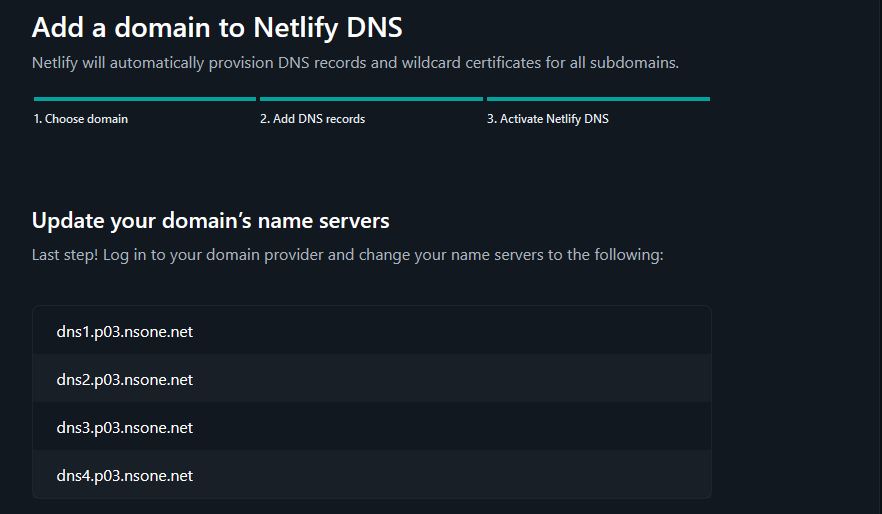 Add a domain to Netlify DNS
Netlify will automatically provision DNS records and wildcard certificates for all subdomains.
1. Choose domain
2. Add DNS records
3. Activate Netlify DNS
Update your domain’s name servers
Last step! Log in to your domain provider and change your name servers to the following:
dns1.p03.nsone.net
dns2.p03.nsone.net
dns3.p03.nsone.net
dns4.p03.nsone.net